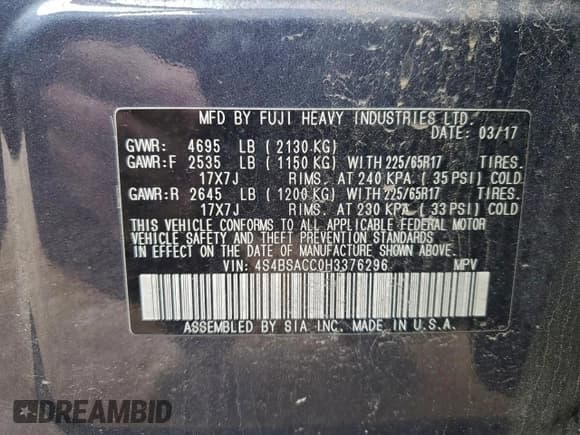 MFD BY FUJI HEAVY INDUSTRIES LTD.
DATE: 03/17
GVWR: 4695 LB ( 2130 KG)
GAWR:F 2535 LB ( 1150 KG) WITH 225/65R17 TIRES.
17X7J RIMS. AT 240 KPA ( 35 PSI) COLD
GAWR:R 2645 LB ( 1200 KG) WITH 225/65R17 TIRES.
17X7J RIMS. AT 230 KPA ( 33 PSI) COLD
THIS VEHICLE CONFORMS TO ALL APPLICABLE FEDERAL MOTOR
VEHICLE SAFETY AND THEFT PREVENTION STANDARDS
IN EFFECT ON THE DATE OF MANUFACTURE SHOWN ABOVE.
VIN: 4S4BSACC0H3376296 MPV
ASSEMBLED BY SIA INC. MADE IN U.S.A.
DREAMBID